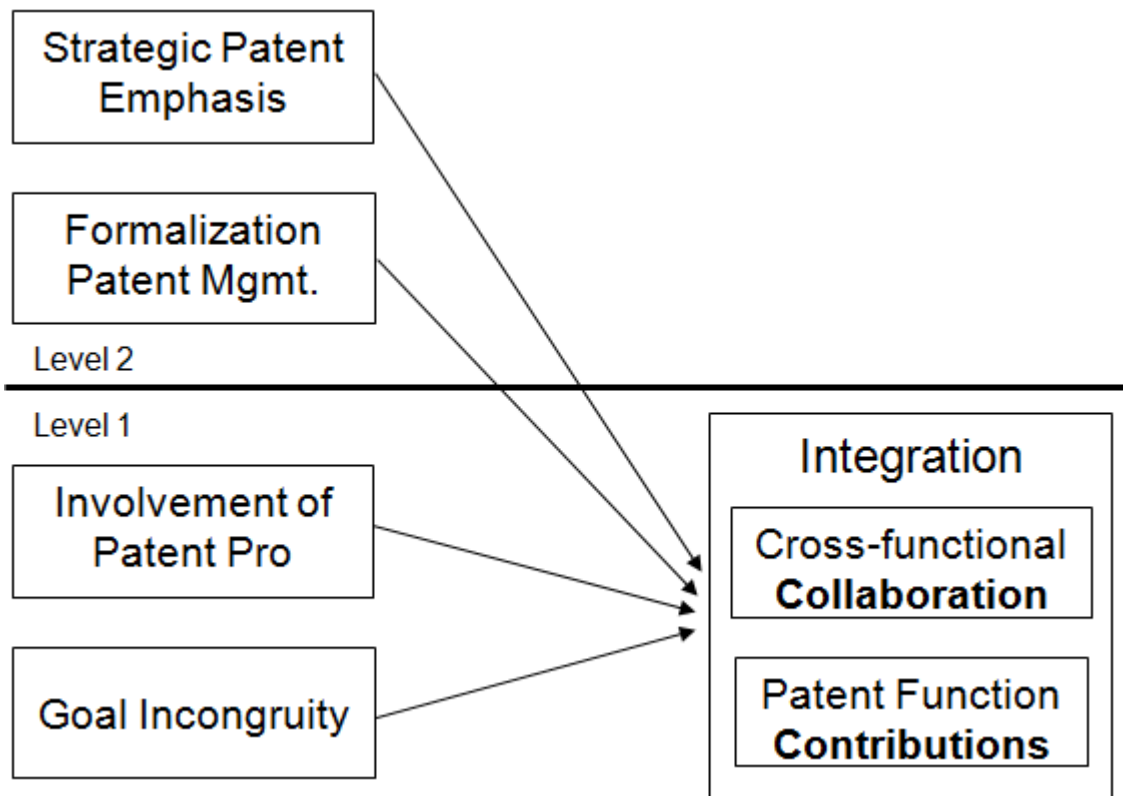 Strategic Patent
Emphasis
Formalization
Patent Mgmt.
Level 2
Level 1
Involvement of
Patent Pro
Goal Incongruity
Integration
Cross-functional
Collaboration
Patent Function
Contributions